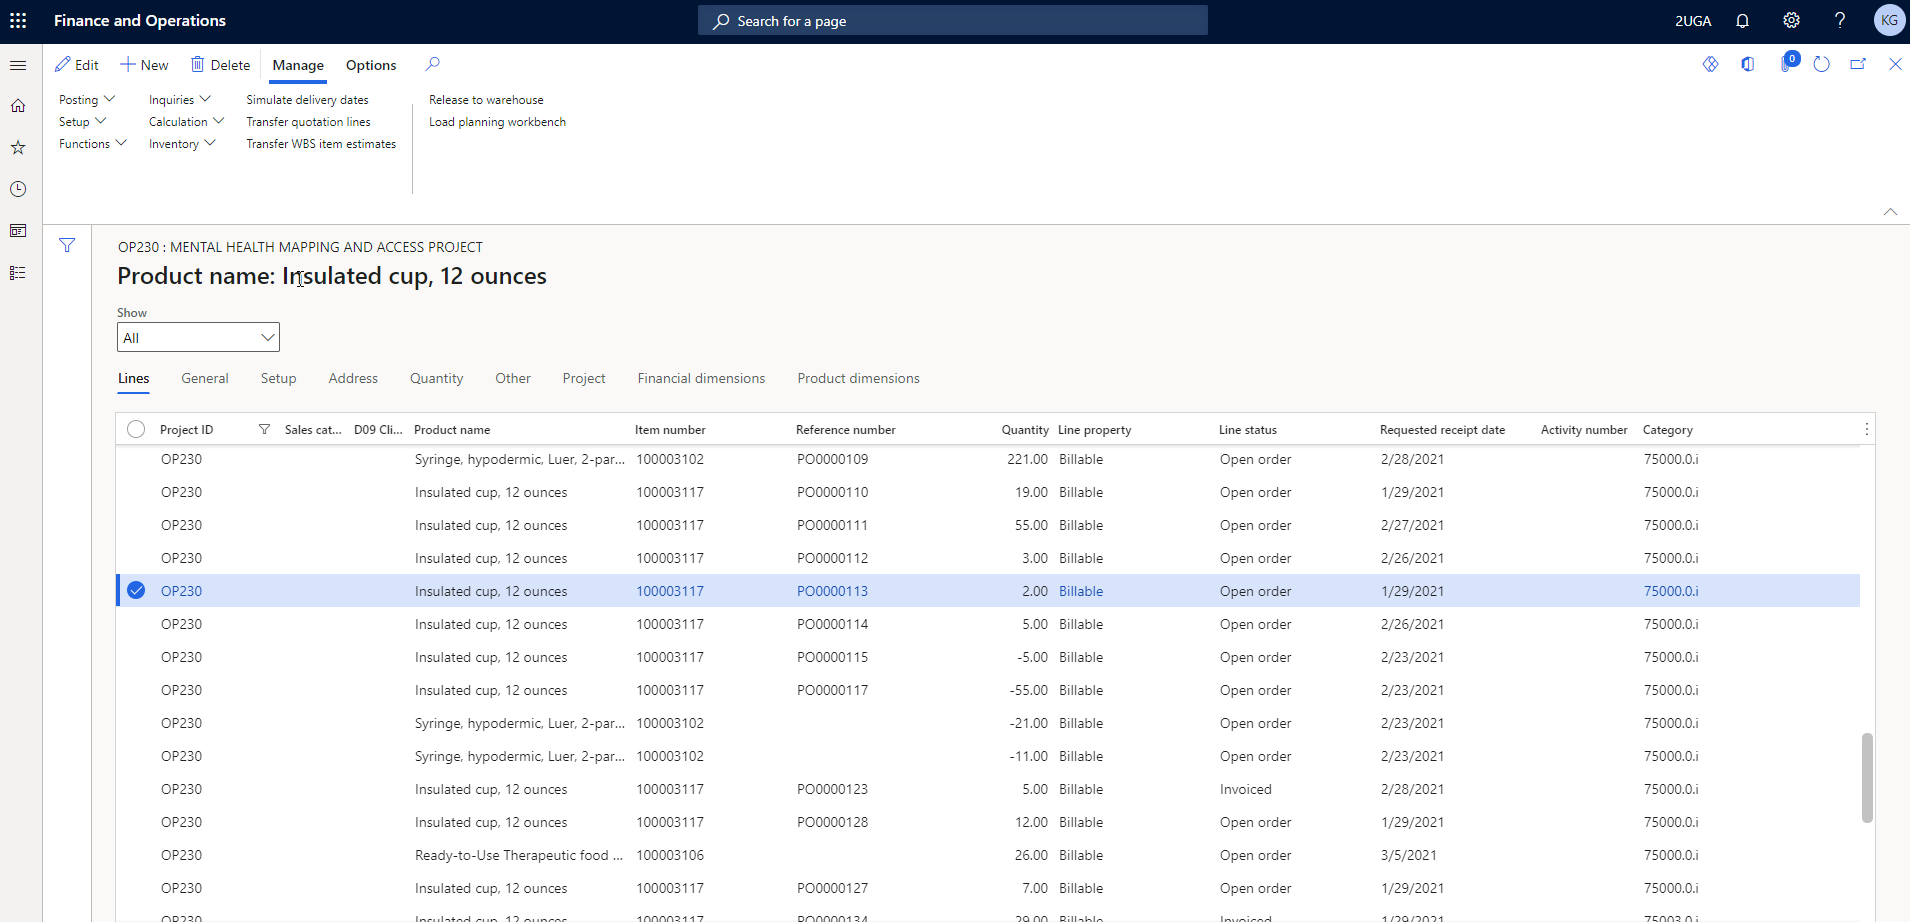 Finance and Operations
Search for a page
2UGA
KG
Edit
New
Delete
Manage
Options
0
Posting
Inquiries
Simulate delivery dates
Release to warehouse
Setup
Calculation
Transfer quotation lines
Load planning workbench
Functions
Inventory
Transfer WBS item estimates
OP230 : MENTAL HEALTH MAPPING AND ACCESS PROJECT
Product name: Insulated cup, 12 ounces
Show
All
Lines General Setup Address Quantity Other Project Financial dimensions Product dimensions
Project ID Sales cat... D09 Cli... Product name Item number Reference number Quantity Line property Line status Requested receipt date Activity number Category
OP230 Syringe, hypodermic, Luer, 2-par... 100003102 PO0000109 221.00 Billable Open order 2/28/2021 75000.0.i
OP230 Insulated cup, 12 ounces 100003117 PO0000110 19.00 Billable Open order 1/29/2021 75000.0.i
OP230 Insulated cup, 12 ounces 100003117 PO0000111 55.00 Billable Open order 2/27/2021 75000.0.i
OP230 Insulated cup, 12 ounces 100003117 PO0000112 3.00 Billable Open order 2/26/2021 75000.0.i
OP230 Insulated cup, 12 ounces 100003117 PO0000113 2.00 Billable Open order 1/29/2021 75000.0.i
OP230 Insulated cup, 12 ounces 100003117 PO0000114 5.00 Billable Open order 2/26/2021 75000.0.i
OP230 Insulated cup, 12 ounces 100003117 PO0000115 -5.00 Billable Open order 2/23/2021 75000.0.i
OP230 Insulated cup, 12 ounces 100003117 PO0000117 -55.00 Billable Open order 2/23/2021 75000.0.i
OP230 Syringe, hypodermic, Luer, 2-par... 100003102 -21.00 Billable Open order 2/23/2021 75000.0.i
OP230 Syringe, hypodermic, Luer, 2-par... 100003102 -11.00 Billable Open order 2/23/2021 75000.0.i
OP230 Insulated cup, 12 ounces 100003117 PO0000123 5.00 Billable Invoiced 2/28/2021 75000.0.i
OP230 Insulated cup, 12 ounces 100003117 PO0000128 12.00 Billable Open order 1/29/2021 75000.0.i
OP230 Ready-to-Use Therapeutic food ... 100003106 26.00 Billable Open order 3/5/2021 75000.0.i
OP230 Insulated cup, 12 ounces 100003117 PO0000127 7.00 Billable Open order 1/29/2021 75000.0.i
OP230 Insulated cup, 12 ounces 100003117 PO0000134 29.00 Billable Invoiced 1/29/2021 75003.0.i